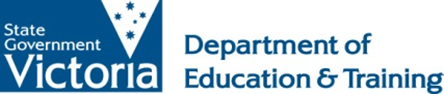 State
Government
Victoria
Department of
Education & Training